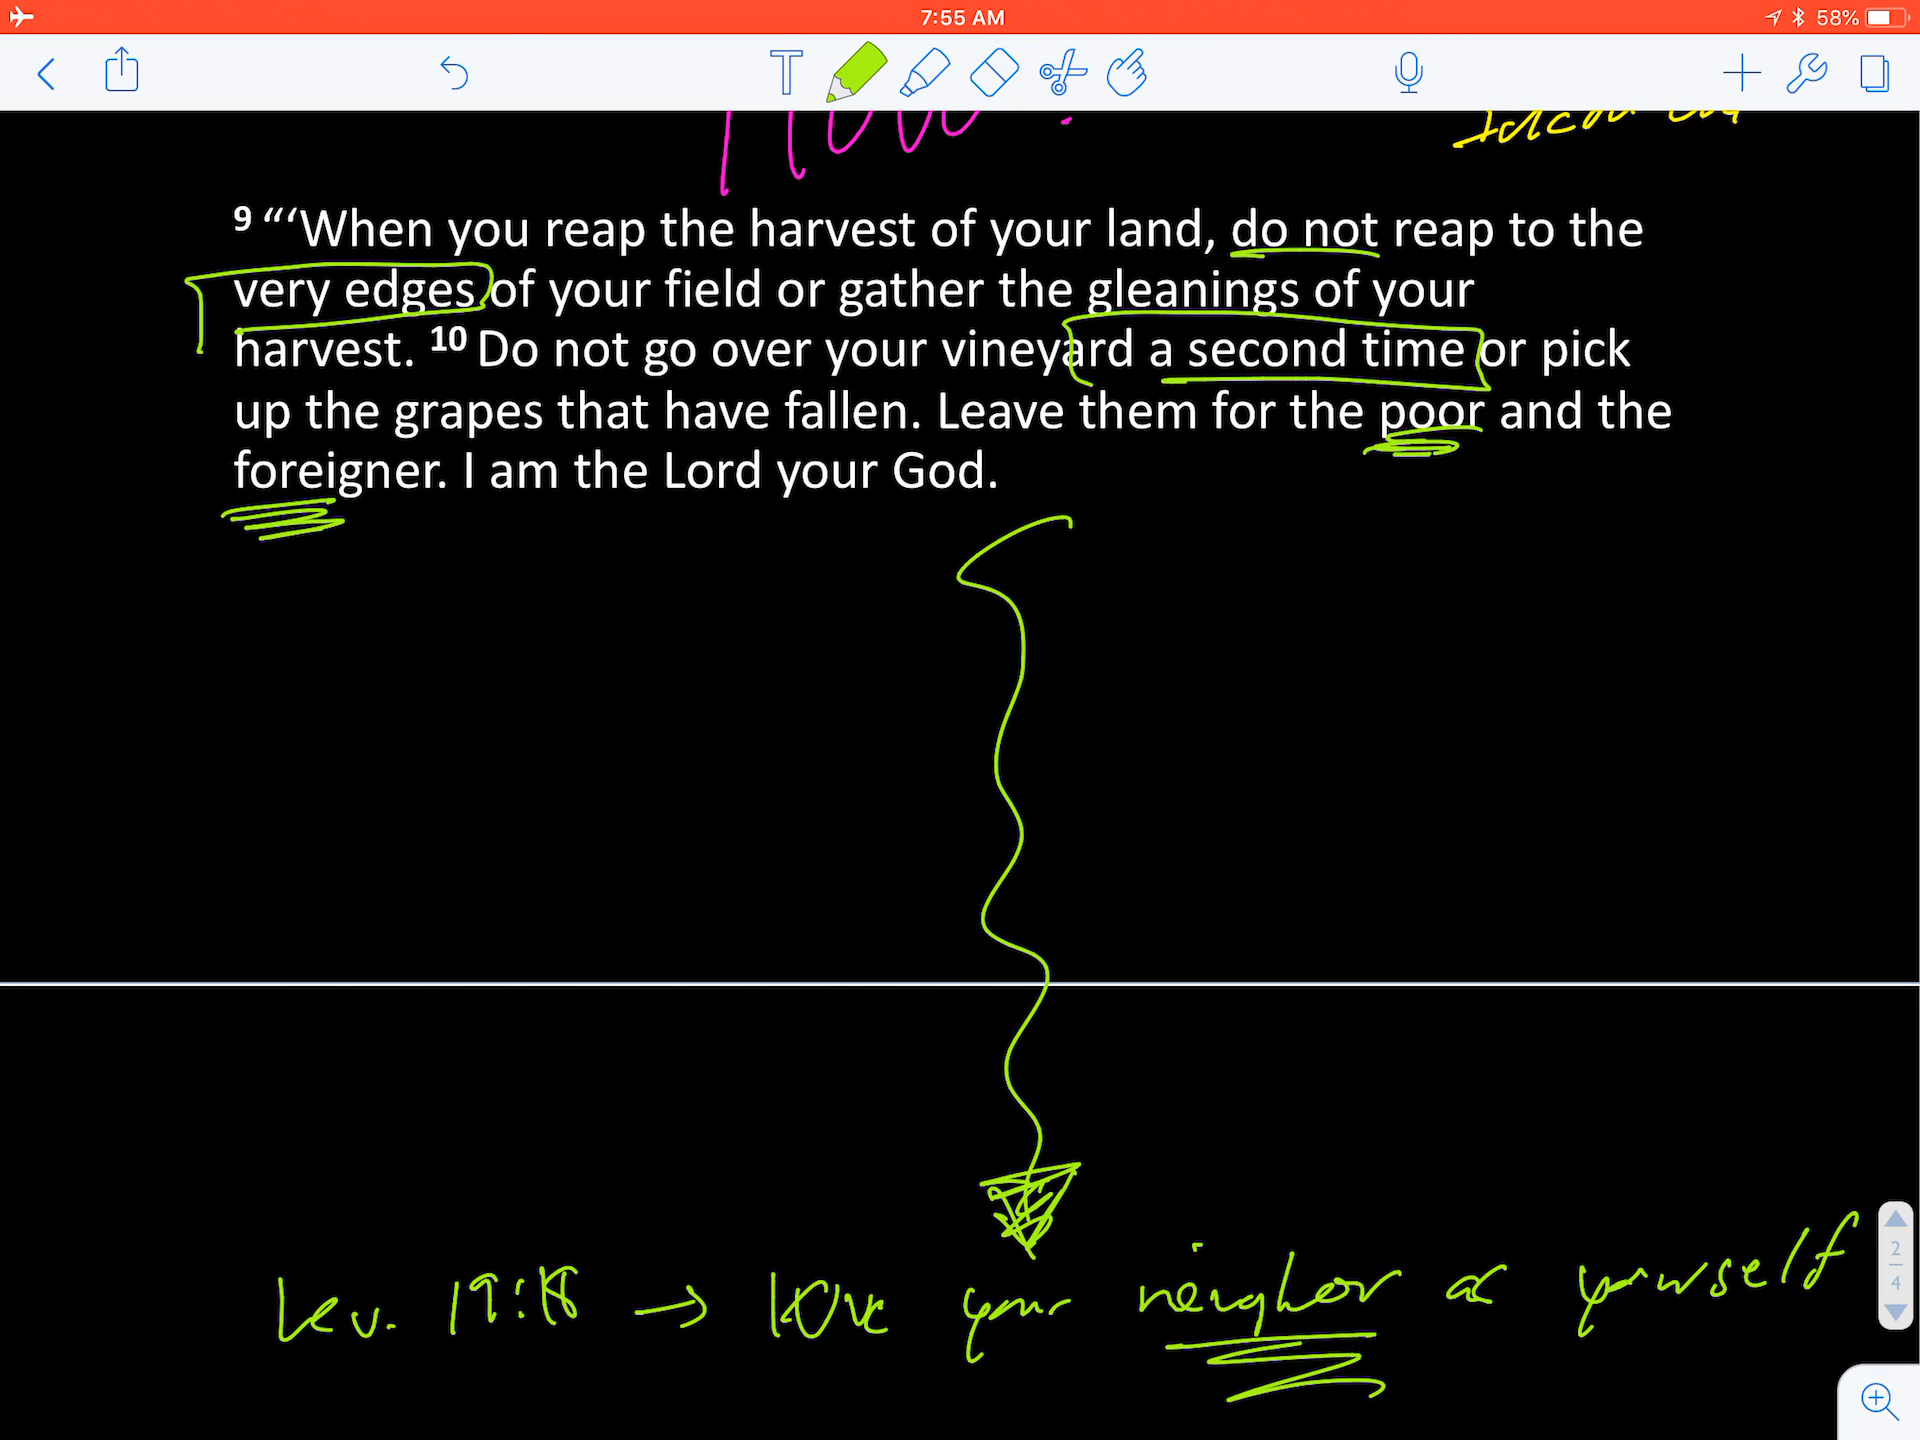 7:55 AM
58%
T
9 “‘When you reap the harvest of your land, do not reap to the
very edges of your field or gather the gleanings of your
harvest. 10 Do not go over your vineyard a second time or pick
up the grapes that have fallen. Leave them for the poor and the
foreigner. I am the Lord your God.
Lev. 19:18 → love your neighbor as yourself
2
4